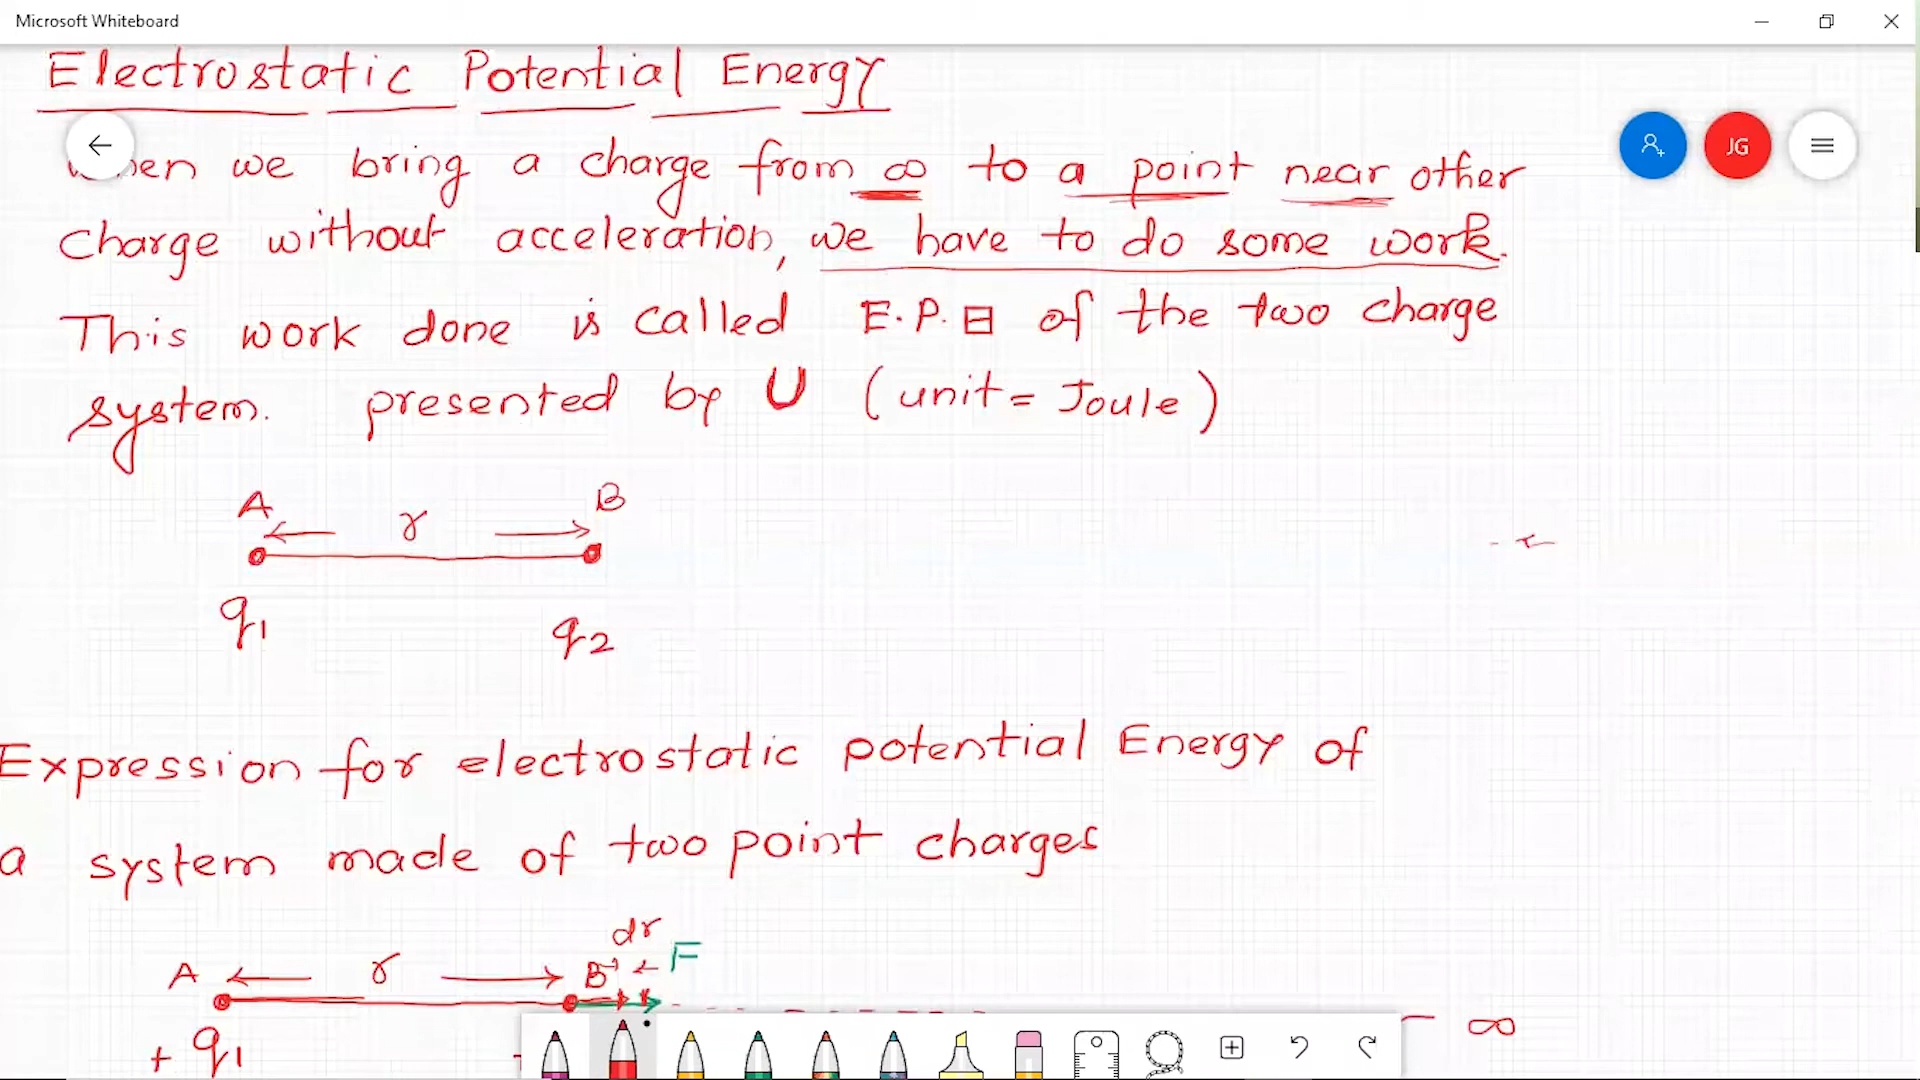 Microsoft Whiteboard
Electrostatic Potential Energy
when we bring a charge from ∞ to a point near other
JG
charge without acceleration, we have to do some work.
This work done is called E.P.E of the two charge
system. presented by U (unit = Joule)
A r B
q1 q2
Expression for electrostatic potential Energy of
a system made of two point charges
dr
A r B F
∞
+ q1